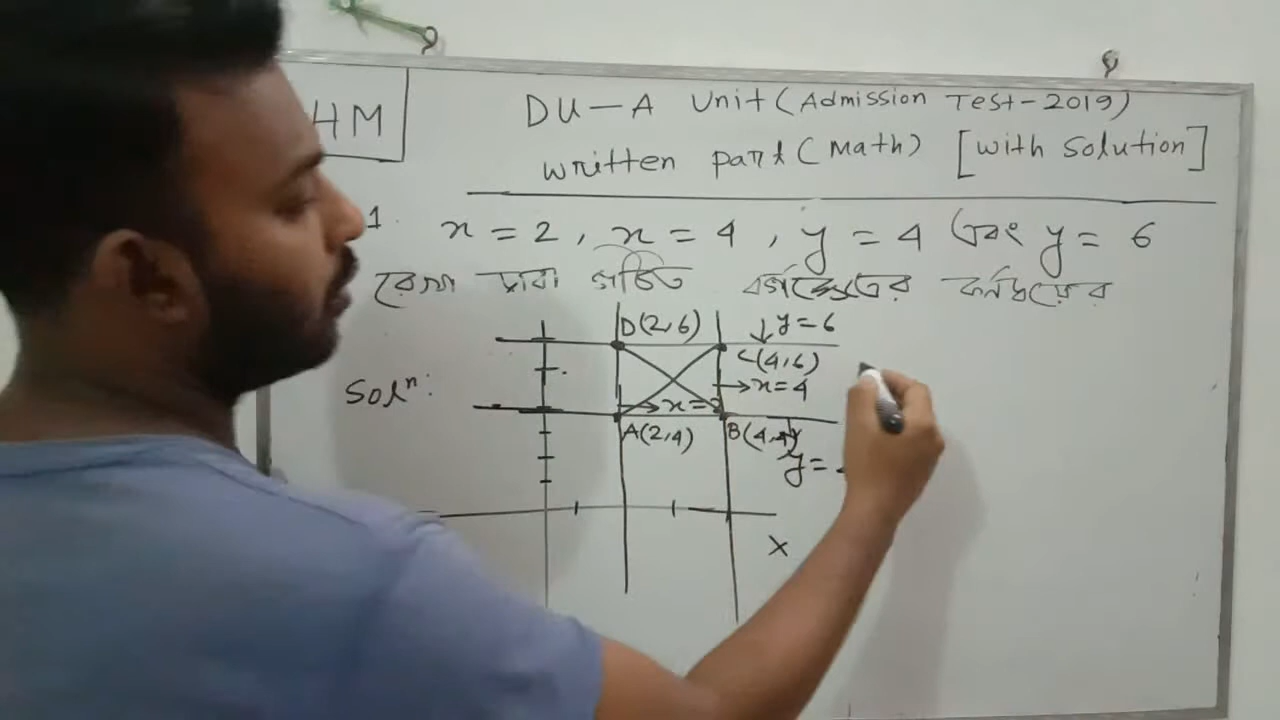 HM
DU-A Unit (Admission Test-2019)
written part (Math) [with Solution]
1. x = 2, x = 4, y = 4 এবং y = 6
রেখা দ্বারা গঠিত বর্গক্ষেত্রের কর্ণদ্বয়ের
D(2,6)
y = 6
C(4,6)
x = 4
Solⁿ:
x =
A(2,4)
B(4,4)
y =
X